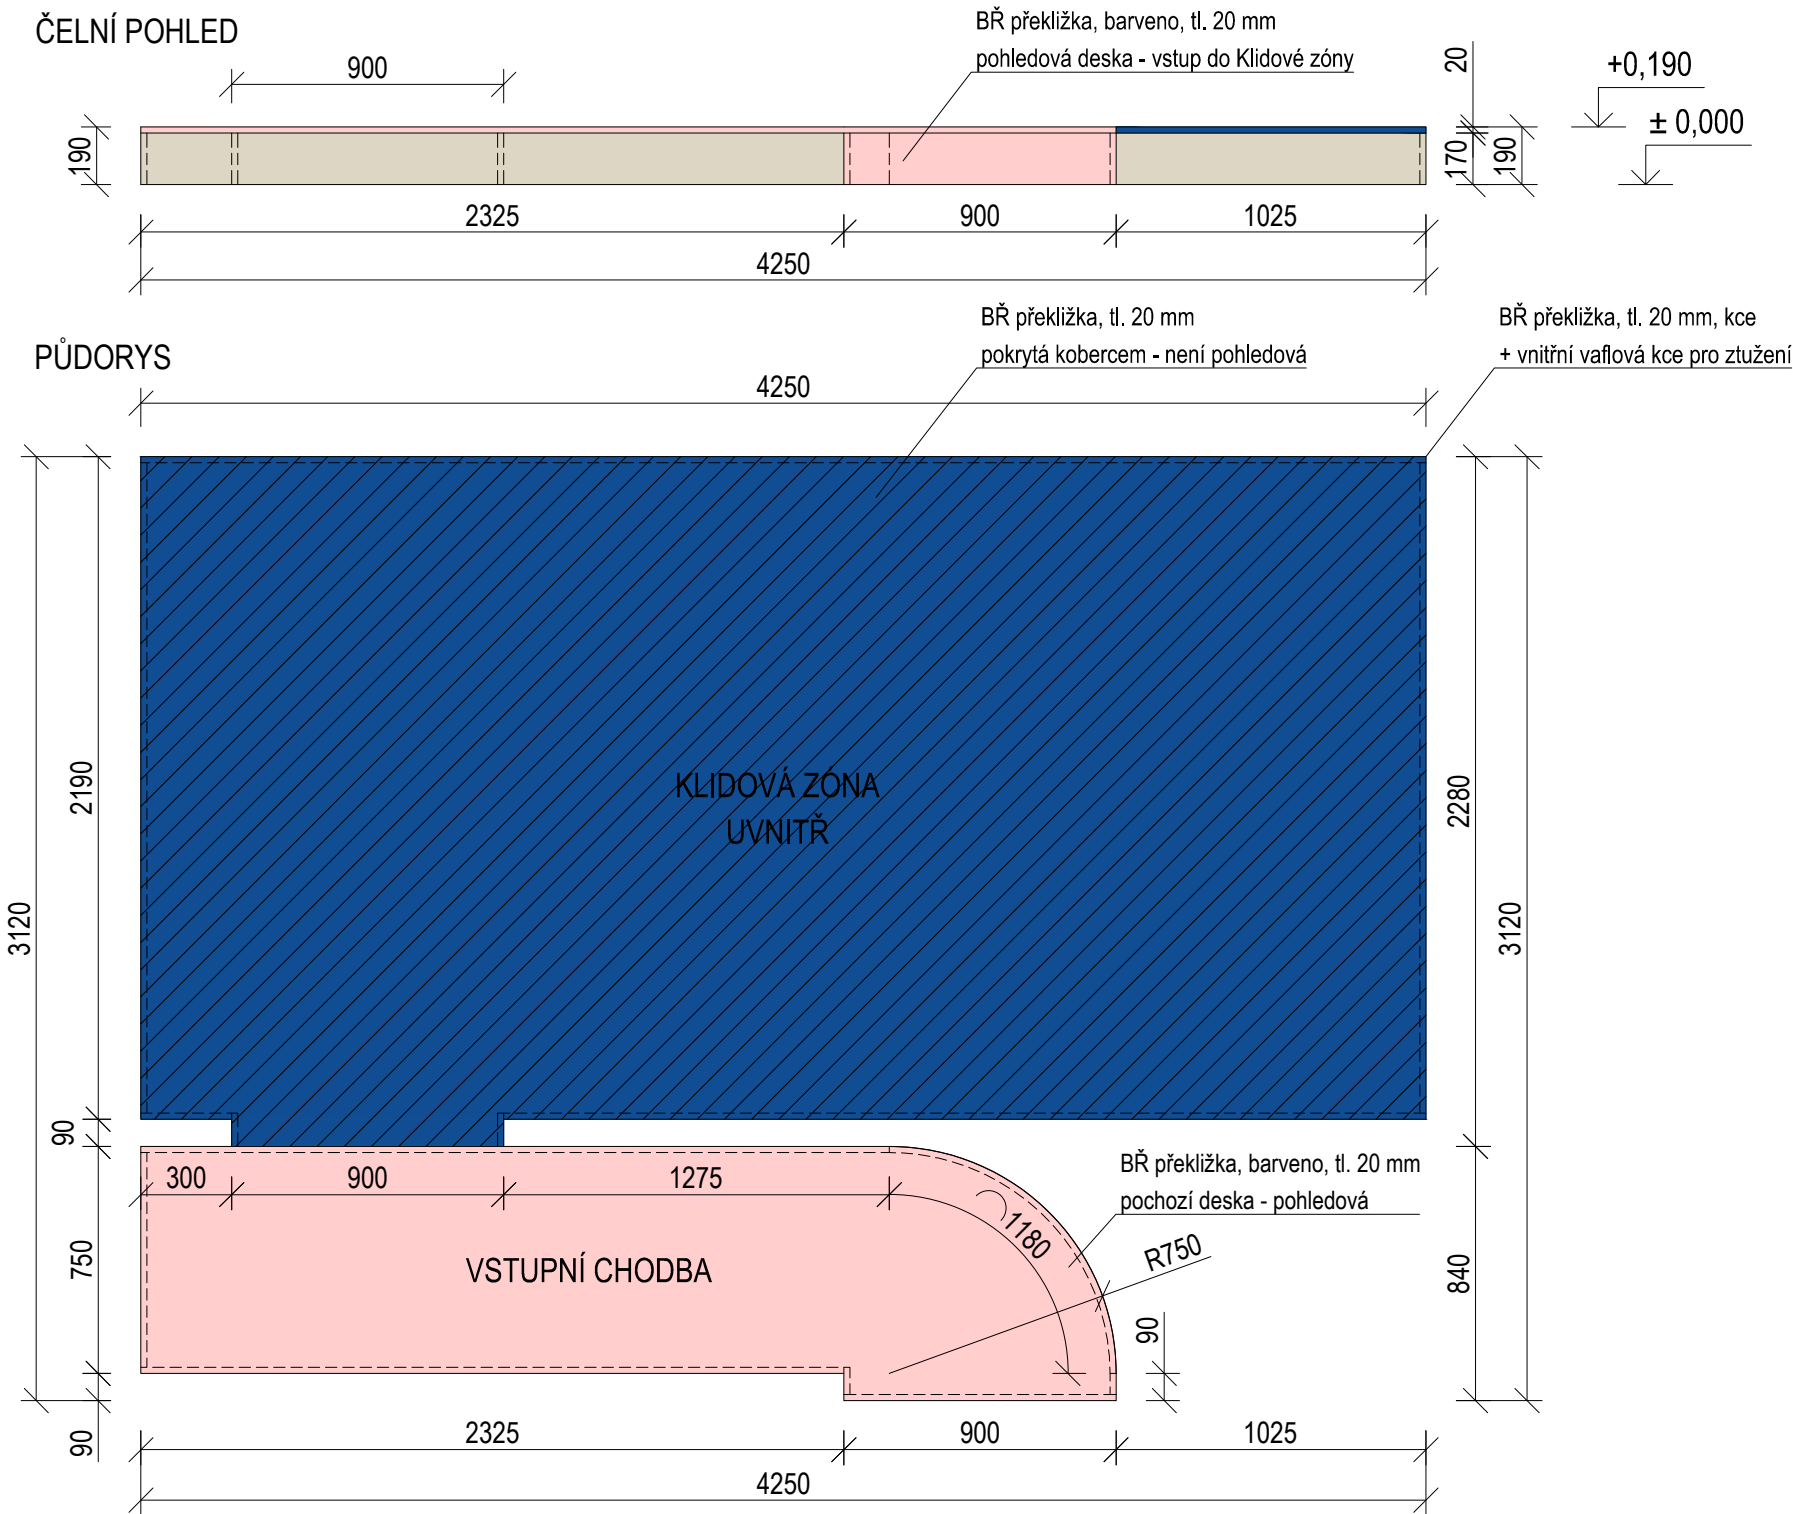 ČELNÍ POHLED
BŘ překližka, barveno, tl. 20 mm
pohledová deska - vstup do Klidové zóny
900
20
+0,190
± 0,000
190
170
190
2325
900
1025
4250
PŮDORYS
BŘ překližka, tl. 20 mm
pokrytá kobercem - není pohledová
BŘ překližka, tl. 20 mm, kce
+ vnitřní vaflová kce pro ztužení
4250
2190
KLIDOVÁ ZÓNA
UVNITŘ
2280
3120
3120
90
BŘ překližka, barveno, tl. 20 mm
pochozí deska - pohledová
300
900
1275
1180
R750
750
VSTUPNÍ CHODBA
840
90
90
2325
900
1025
4250